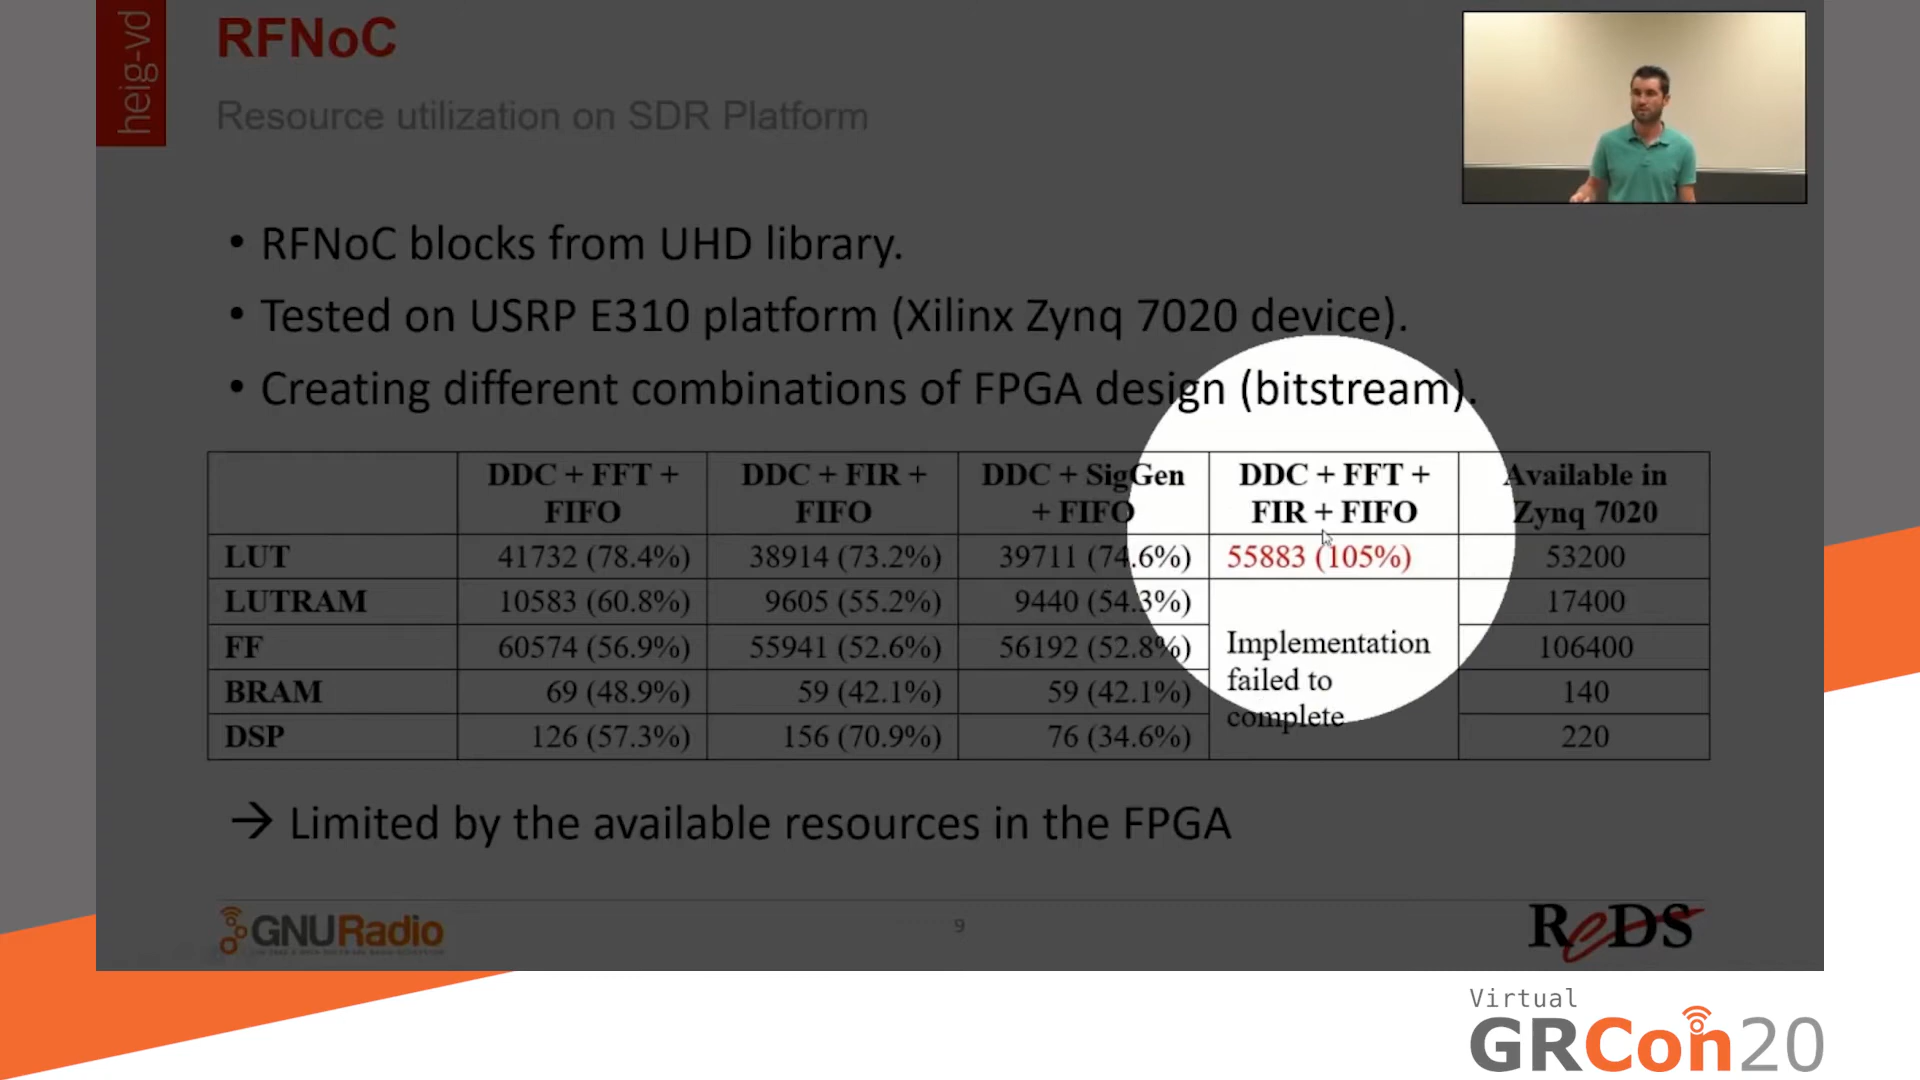 heig-vd
RFNoC
Resource utilization on SDR Platform
• RFNoC blocks from UHD library.
• Tested on USRP E310 platform (Xilinx Zynq 7020 device).
• Creating different combinations of FPGA design (bitstream).
DDC + FFT + FIFO DDC + FIR + FIFO DDC + SigGen + FIFO DDC + FFT + FIR + FIFO Available in Zynq 7020
LUT 41732 (78.4%) 38914 (73.2%) 39711 (74.6%) 55883 (105%) 53200
LUTRAM 10583 (60.8%) 9605 (55.2%) 9440 (54.3%) Implementation failed to complete 17400
FF 60574 (56.9%) 55941 (52.6%) 56192 (52.8%) 106400
BRAM 69 (48.9%) 59 (42.1%) 59 (42.1%) 140
DSP 126 (57.3%) 156 (70.9%) 76 (34.6%) 220
→ Limited by the available resources in the FPGA
GNURadio
9
ReDS
Virtual
GRCon20